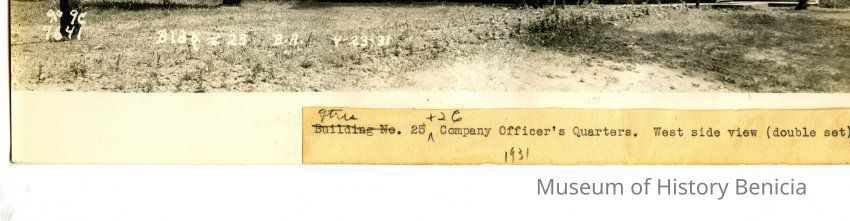 Bldg # 25 B.A. 4-23-31
7641
Qtrs +26
Building No. 25 ^ Company Officer's Quarters. West side view (double set)
1931
Museum of History Benicia